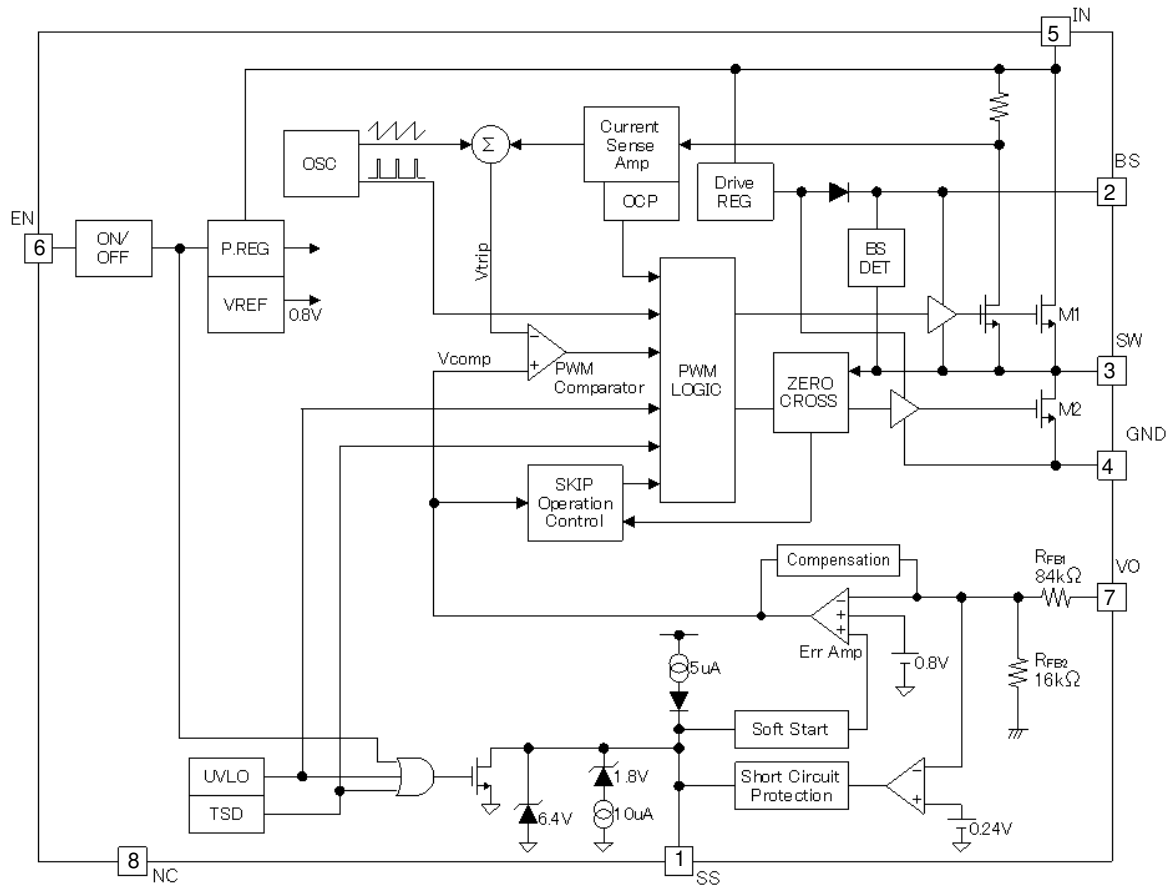 IN
5
Current
Sense
Amp
Σ
OSC
Drive
REG
OCP
BS
2
EN
6
ON/
OFF
P.REG
VREF
0.8V
Vtrip
BS
DET
M1
SW
3
Vcomp
PWM
Comparator
PWM
LOGIC
ZERO
CROSS
M2
GND
4
SKIP
Operation
Control
Compensation
RFB1
84kΩ
VO
7
Err Amp
0.8V
RFB2
16kΩ
5uA
Soft Start
UVLO
TSD
1.8V
10uA
6.4V
Short Circuit
Protection
0.24V
8
NC
1
SS